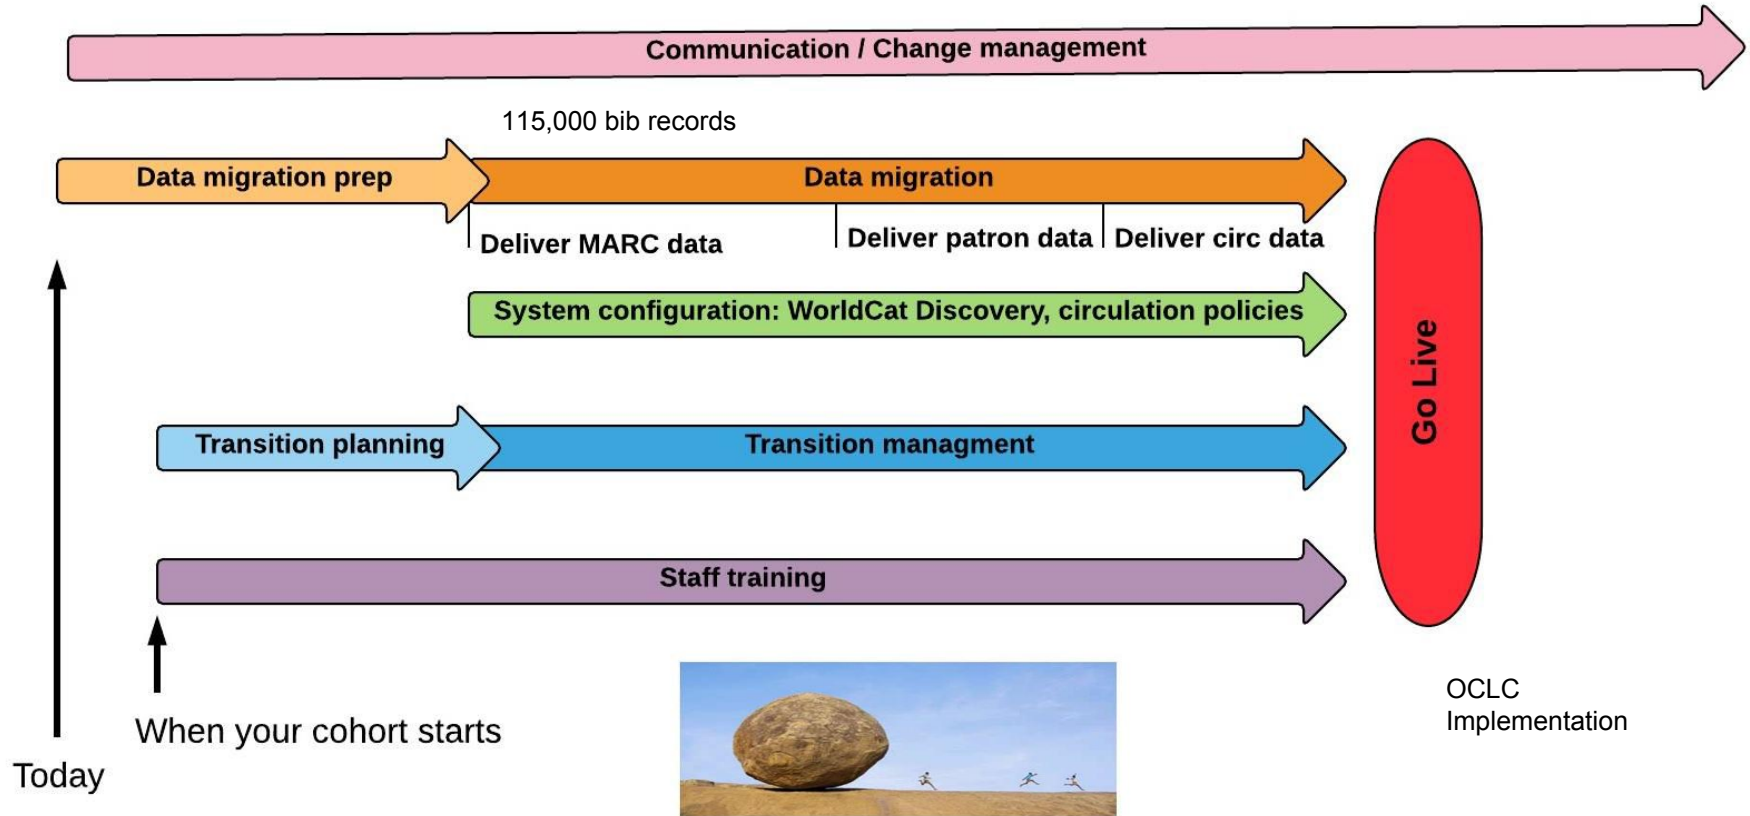 Communication / Change management
115,000 bib records
Data migration prep
Data migration
Deliver MARC data
Deliver patron data
Deliver circ data
System configuration: WorldCat Discovery, circulation policies
Go Live
Transition planning
Transition managment
Staff training
When your cohort starts
Today
OCLC
Implementation